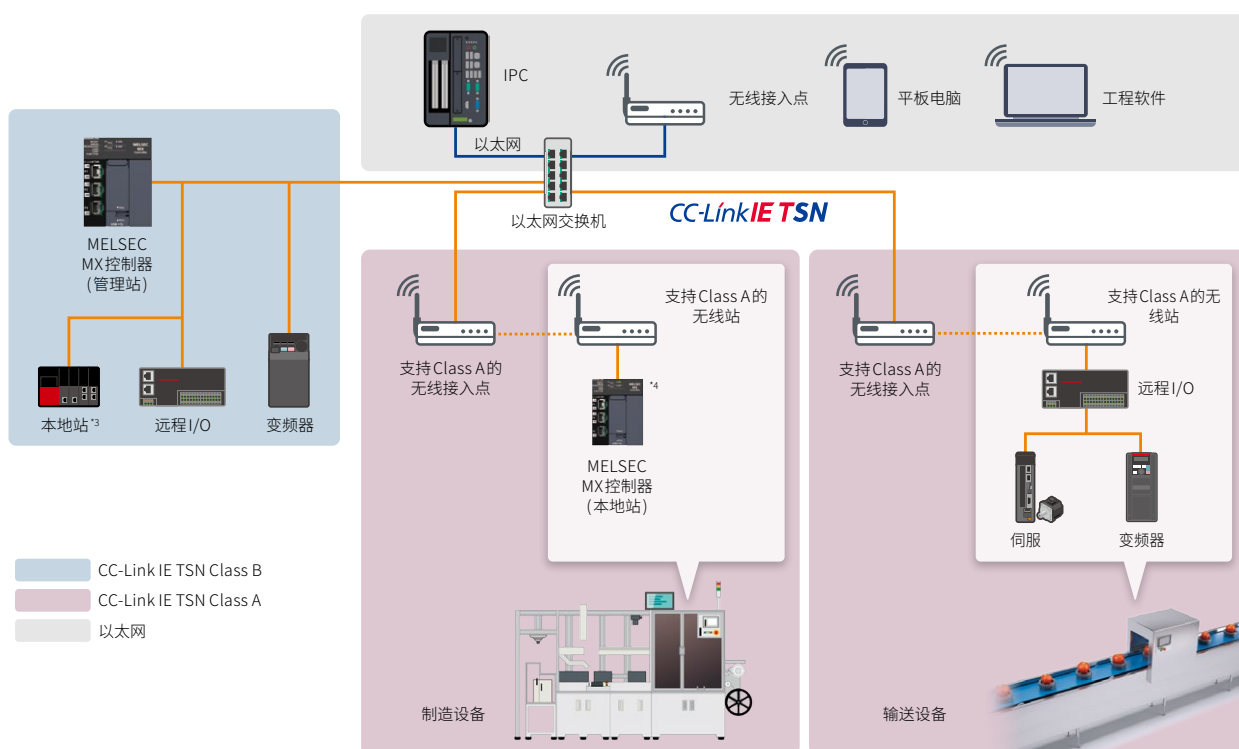 IPC
无线接入点
平板电脑
工程软件
以太网
以太网交换机
CC-Link IE TSN
MELSEC
MX控制器
(管理站)
本地站*3
远程I/O
变频器
支持Class A的
无线接入点
支持Class A的
无线站
*4
MELSEC
MX控制器
(本地站)
制造设备
支持Class A的
无线接入点
支持Class A的无
线站
远程I/O
伺服
变频器
输送设备
CC-Link IE TSN Class B
CC-Link IE TSN Class A
以太网